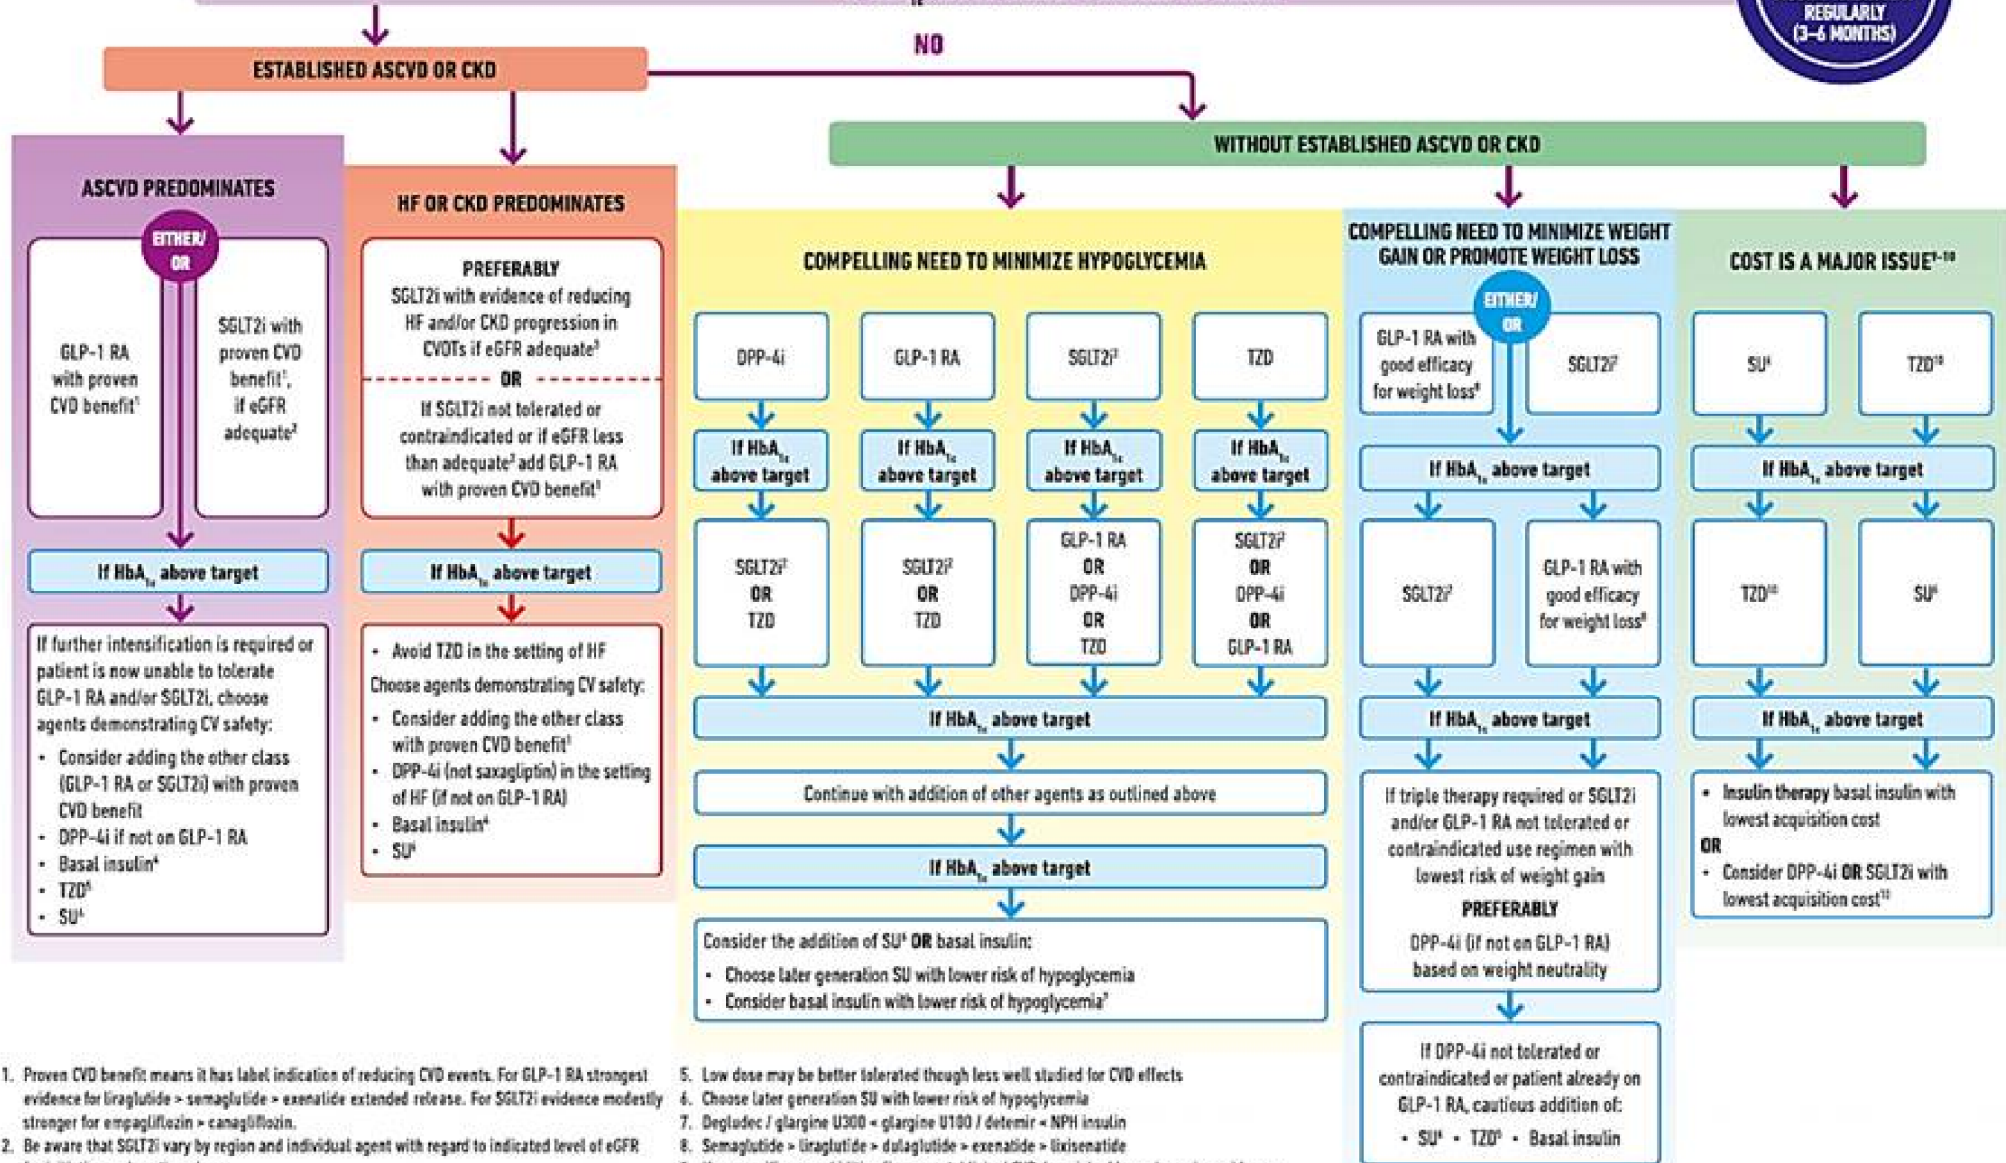 REGULARLY
(3–6 MONTHS)
NO
ESTABLISHED ASCVD OR CKD
WITHOUT ESTABLISHED ASCVD OR CKD
ASCVD PREDOMINATES
EITHER/
OR
GLP-1 RA
with proven
CVD benefit¹
SGLT2i with
proven CVD
benefit¹,
if eGFR
adequate²
If HbA1c above target
If further intensification is required or
patient is now unable to tolerate
GLP-1 RA and/or SGLT2i, choose
agents demonstrating CV safety:
• Consider adding the other class
(GLP-1 RA or SGLT2i) with proven
CVD benefit
• DPP-4i if not on GLP-1 RA
• Basal insulin⁴
• TZD⁵
• SU⁶
HF OR CKD PREDOMINATES
PREFERABLY
SGLT2i with evidence of reducing
HF and/or CKD progression in
CVOTs if eGFR adequate³
OR
If SGLT2i not tolerated or
contraindicated or if eGFR less
than adequate² add GLP-1 RA
with proven CVD benefit¹
If HbA1c above target
• Avoid TZD in the setting of HF
Choose agents demonstrating CV safety:
• Consider adding the other class
with proven CVD benefit¹
• DPP-4i (not saxagliptin) in the setting
of HF (if not on GLP-1 RA)
• Basal insulin⁴
• SU⁶
COMPELLING NEED TO MINIMIZE HYPOGLYCEMIA
DPP-4i
GLP-1 RA
SGLT2i²
TZD
If HbA1c
above target
If HbA1c
above target
If HbA1c
above target
If HbA1c
above target
SGLT2i²
OR
TZD
SGLT2i²
OR
TZD
GLP-1 RA
OR
DPP-4i
OR
TZD
SGLT2i²
OR
DPP-4i
OR
GLP-1 RA
If HbA1c above target
Continue with addition of other agents as outlined above
If HbA1c above target
Consider the addition of SU⁶ OR basal insulin:
• Choose later generation SU with lower risk of hypoglycemia
• Consider basal insulin with lower risk of hypoglycemia⁷
COMPELLING NEED TO MINIMIZE WEIGHT
GAIN OR PROMOTE WEIGHT LOSS
EITHER/
OR
GLP-1 RA with
good efficacy
for weight loss⁸
SGLT2i²
If HbA1c above target
SGLT2i²
GLP-1 RA with
good efficacy
for weight loss⁸
If HbA1c above target
If triple therapy required or SGLT2i
and/or GLP-1 RA not tolerated or
contraindicated use regimen with
lowest risk of weight gain
PREFERABLY
DPP-4i (if not on GLP-1 RA)
based on weight neutrality
If DPP-4i not tolerated or
contraindicated or patient already on
GLP-1 RA, cautious addition of:
• SU⁶ • TZD⁵ • Basal insulin
COST IS A MAJOR ISSUE⁹⁻¹⁰
SU⁶
TZD¹⁰
If HbA1c above target
TZD¹⁰
SU⁶
If HbA1c above target
• Insulin therapy basal insulin with
lowest acquisition cost
OR
• Consider DPP-4i OR SGLT2i with
lowest acquisition cost¹⁰
1. Proven CVD benefit means it has label indication of reducing CVD events. For GLP-1 RA strongest
evidence for liraglutide > semaglutide > exenatide extended release. For SGLT2i evidence modestly
stronger for empagliflozin > canagliflozin.
2. Be aware that SGLT2i vary by region and individual agent with regard to indicated level of eGFR
5. Low dose may be better tolerated though less well studied for CVD effects
6. Choose later generation SU with lower risk of hypoglycemia
7. Degludec / glargine U300 < glargine U100 / detemir < NPH insulin
8. Semaglutide > liraglutide > dulaglutide > exenatide > lixisenatide